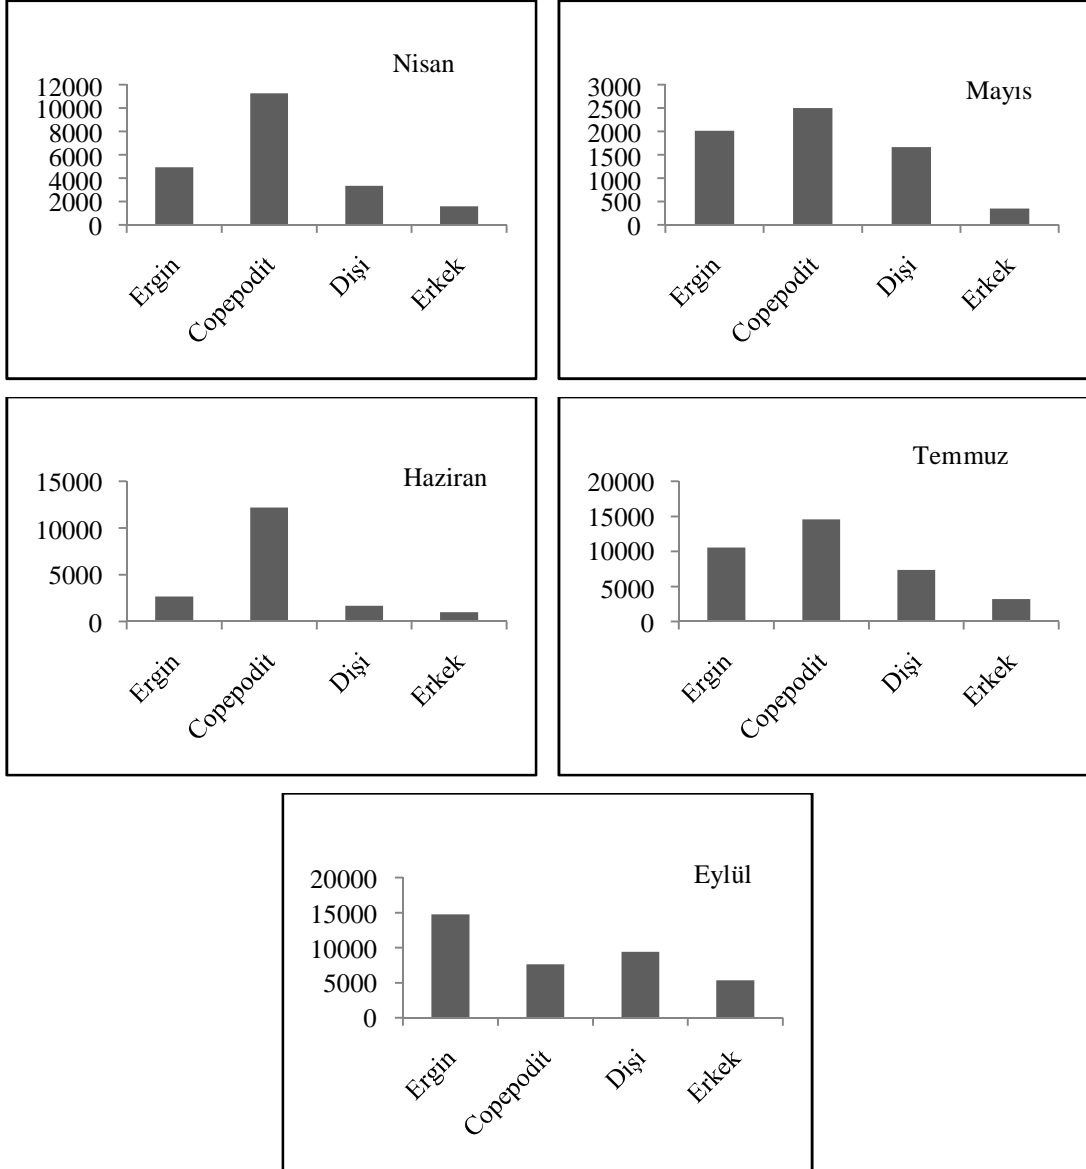 Nisan
12000
10000
8000
6000
4000
2000
0
Ergin
Copepodit
Dişi
Erkek
Mayıs
3000
2500
2000
1500
1000
500
0
Ergin
Copepodit
Dişi
Erkek
Haziran
15000
10000
5000
0
Ergin
Copepodit
Dişi
Erkek
Temmuz
20000
15000
10000
5000
0
Ergin
Copepodit
Dişi
Erkek
Eylül
20000
15000
10000
5000
0
Ergin
Copepodit
Dişi
Erkek